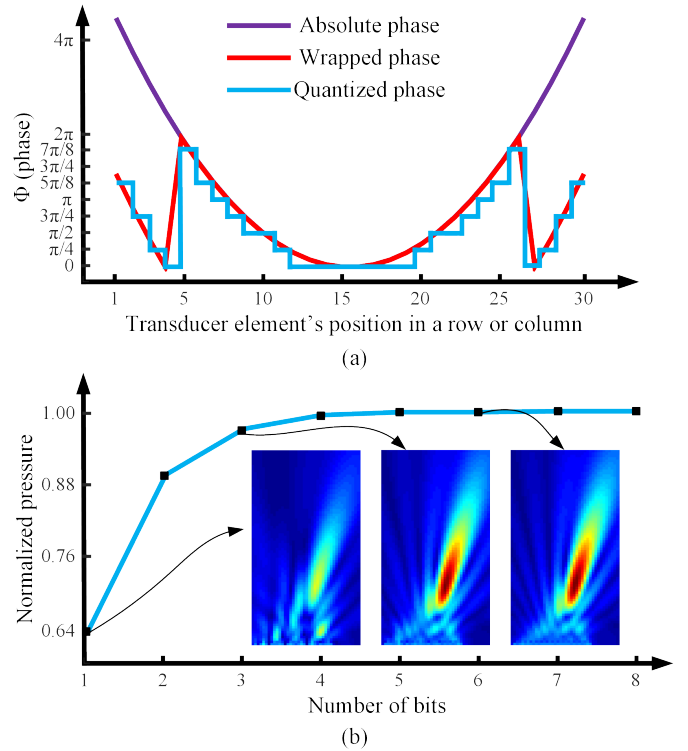 Absolute phase
Wrapped phase
Quantized phase
Φ (phase)
4π
2π
7π/8
3π/4
5π/8
π
3π/4
π/2
π/4
0
1 5 10 15 20 25 30
Transducer element's position in a row or column
(a)
Normalized pressure
1.00
0.88
0.76
0.64
1 2 3 4 5 6 7 8
Number of bits
(b)